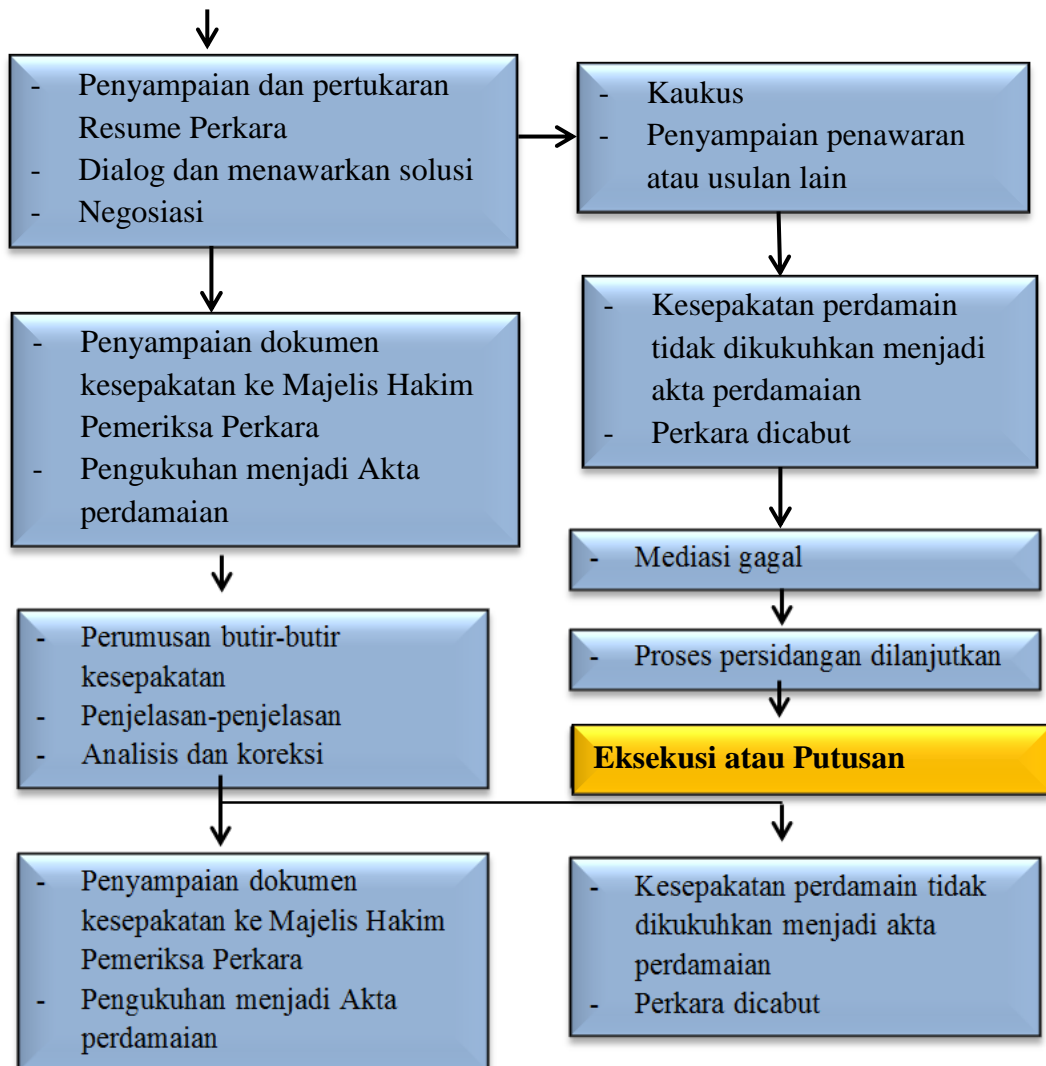 - Penyampaian dan pertukaran
Resume Perkara
- Dialog dan menawarkan solusi
- Negosiasi
- Kaukus
- Penyampaian penawaran
atau usulan lain
- Penyampaian dokumen
kesepakatan ke Majelis Hakim
Pemeriksa Perkara
- Pengukuhan menjadi Akta
perdamaian
- Kesepakatan perdamain
tidak dikukuhkan menjadi
akta perdamaian
- Perkara dicabut
- Mediasi gagal
- Proses persidangan dilanjutkan
Eksekusi atau Putusan
- Perumusan butir-butir
kesepakatan
- Penjelasan-penjelasan
- Analisis dan koreksi
- Penyampaian dokumen
kesepakatan ke Majelis Hakim
Pemeriksa Perkara
- Pengukuhan menjadi Akta
perdamaian
- Kesepakatan perdamain tidak
dikukuhkan menjadi akta
perdamaian
- Perkara dicabut